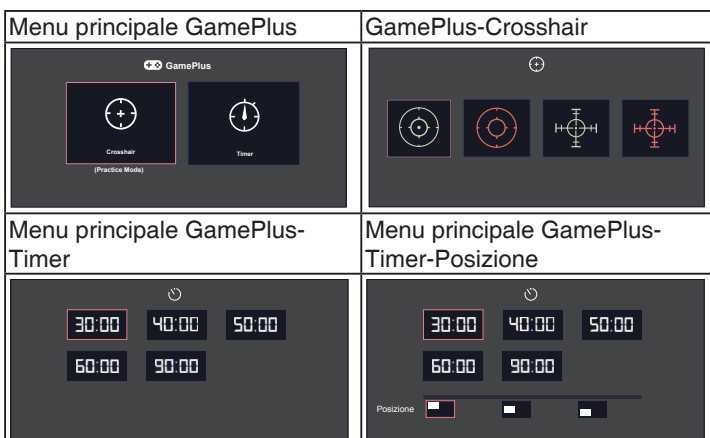 Menu principale GamePlus
GamePlus-Crosshair
GamePlus
Crosshair
Timer
(Practice Mode)
Menu principale GamePlus-
Timer
Menu principale GamePlus-
Timer-Posizione
30:00 40:00 50:00
60:00 90:00
30:00 40:00 50:00
60:00 90:00
Posizione